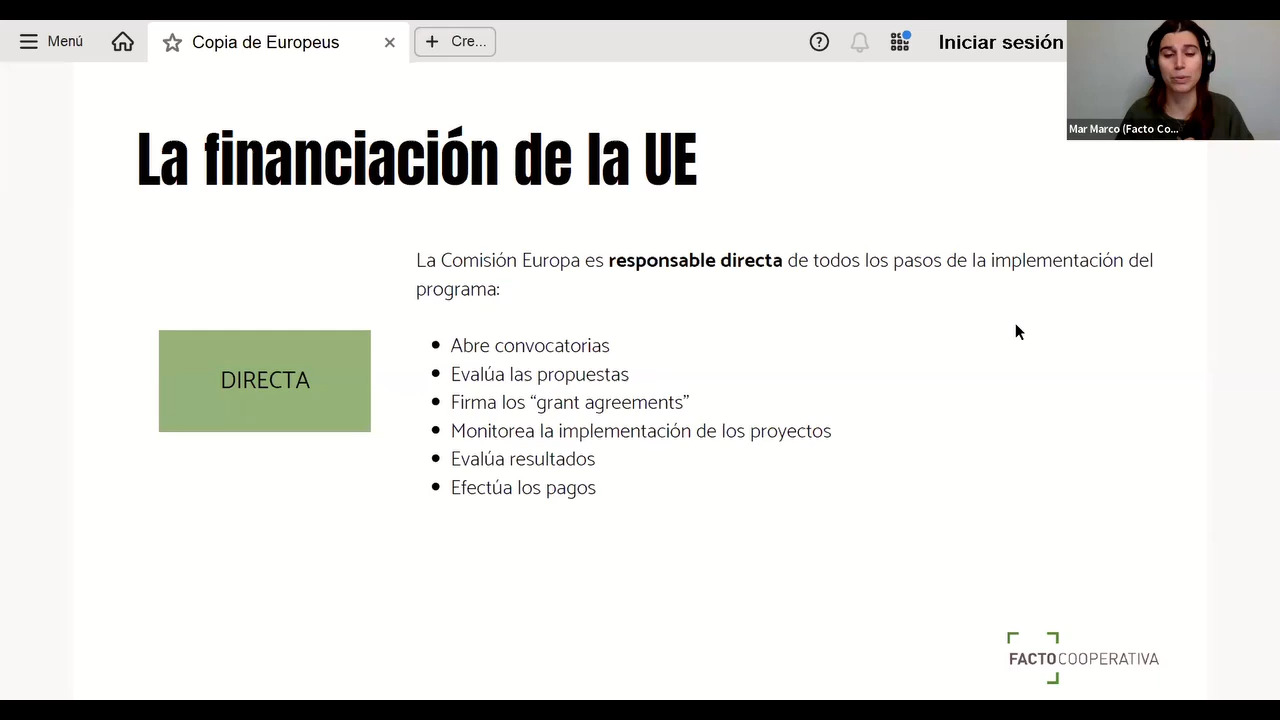 Menú
Copia de Europeus
Cre...
Iniciar sesión
Mar Marco (Facto Co...
La financiación de la UE
La Comisión Europa es responsable directa de todos los pasos de la implementación del
programa:
DIRECTA
Abre convocatorias
Evalúa las propuestas
Firma los “grant agreements”
Monitorea la implementación de los proyectos
Evalúa resultados
Efectúa los pagos
FACTOCOOPERATIVA